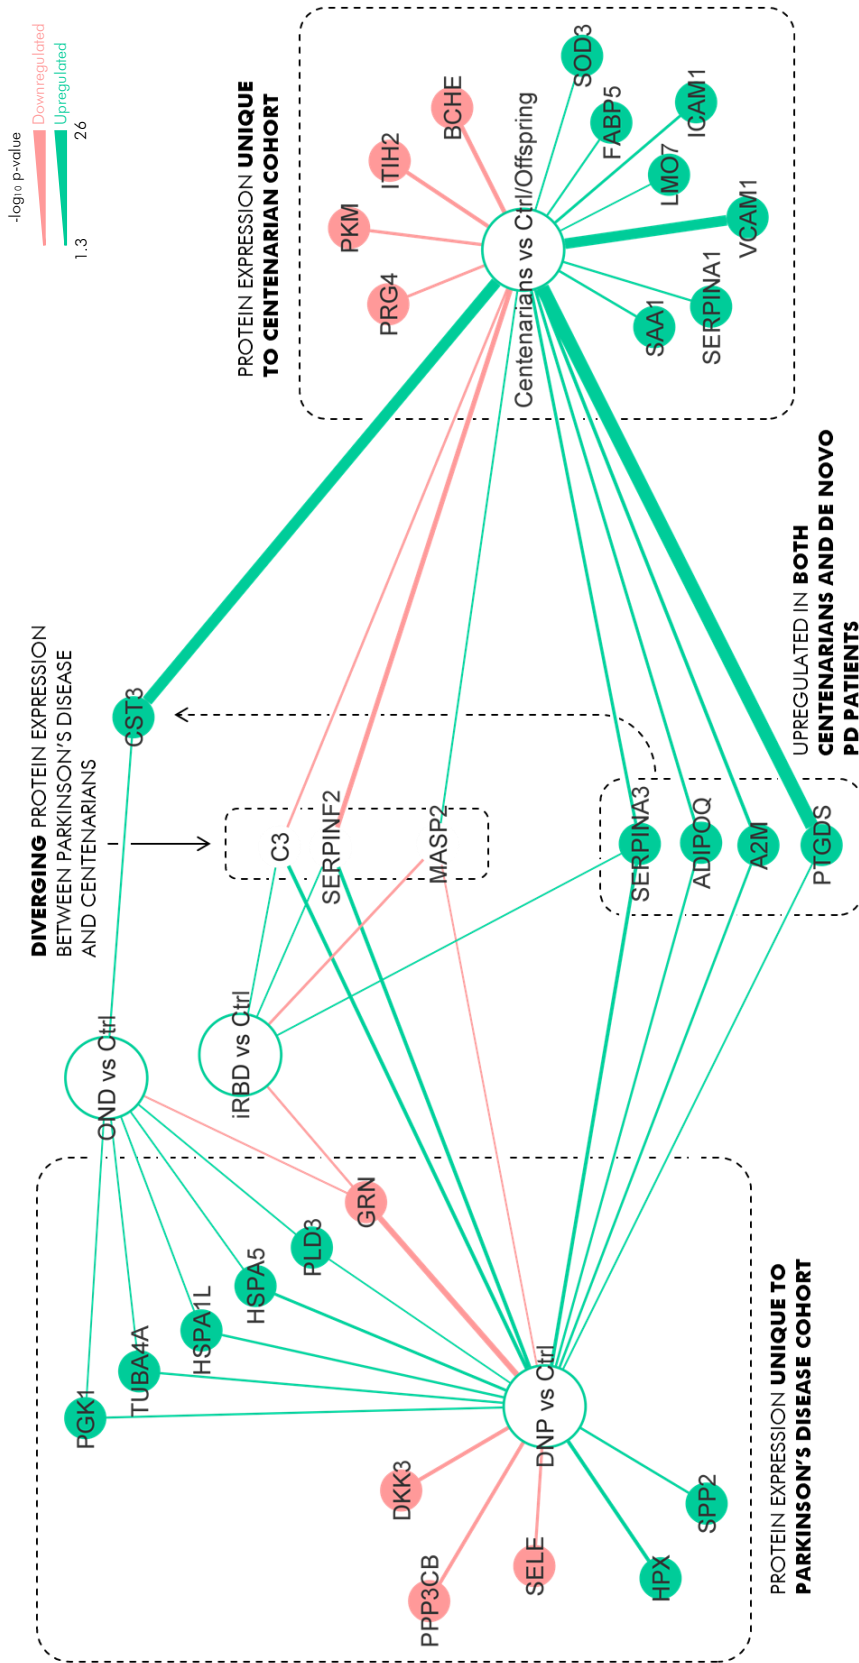 -log₁₀ p-value
Downregulated
Upregulated
1.3
26
DIVERGING PROTEIN EXPRESSION
BETWEEN PARKINSON'S DISEASE
AND CENTENARIANS
PROTEIN EXPRESSION UNIQUE
TO CENTENARIAN COHORT
OND vs Ctrl
CST3
PGK1
TUBA4A
HSPA1L
HSPA5
PLD3
GRN
iRBD vs Ctrl
C3
SERPINF2
MASP2
PRG4
PKM
ITIH2
BCHE
Centenarians vs Ctrl/Offspring
SOD3
FABP5
ICAM1
LMO7
VCAM1
SERPINA1
SAA1
DKK3
PPP3CB
SELE
DNP vs Ctrl
HPX
SPP2
SERPINA3
ADIPOQ
A2M
PTGDS
PROTEIN EXPRESSION UNIQUE TO
PARKINSON'S DISEASE COHORT
UPREGULATED IN BOTH
CENTENARIANS AND DE NOVO
PD PATIENTS